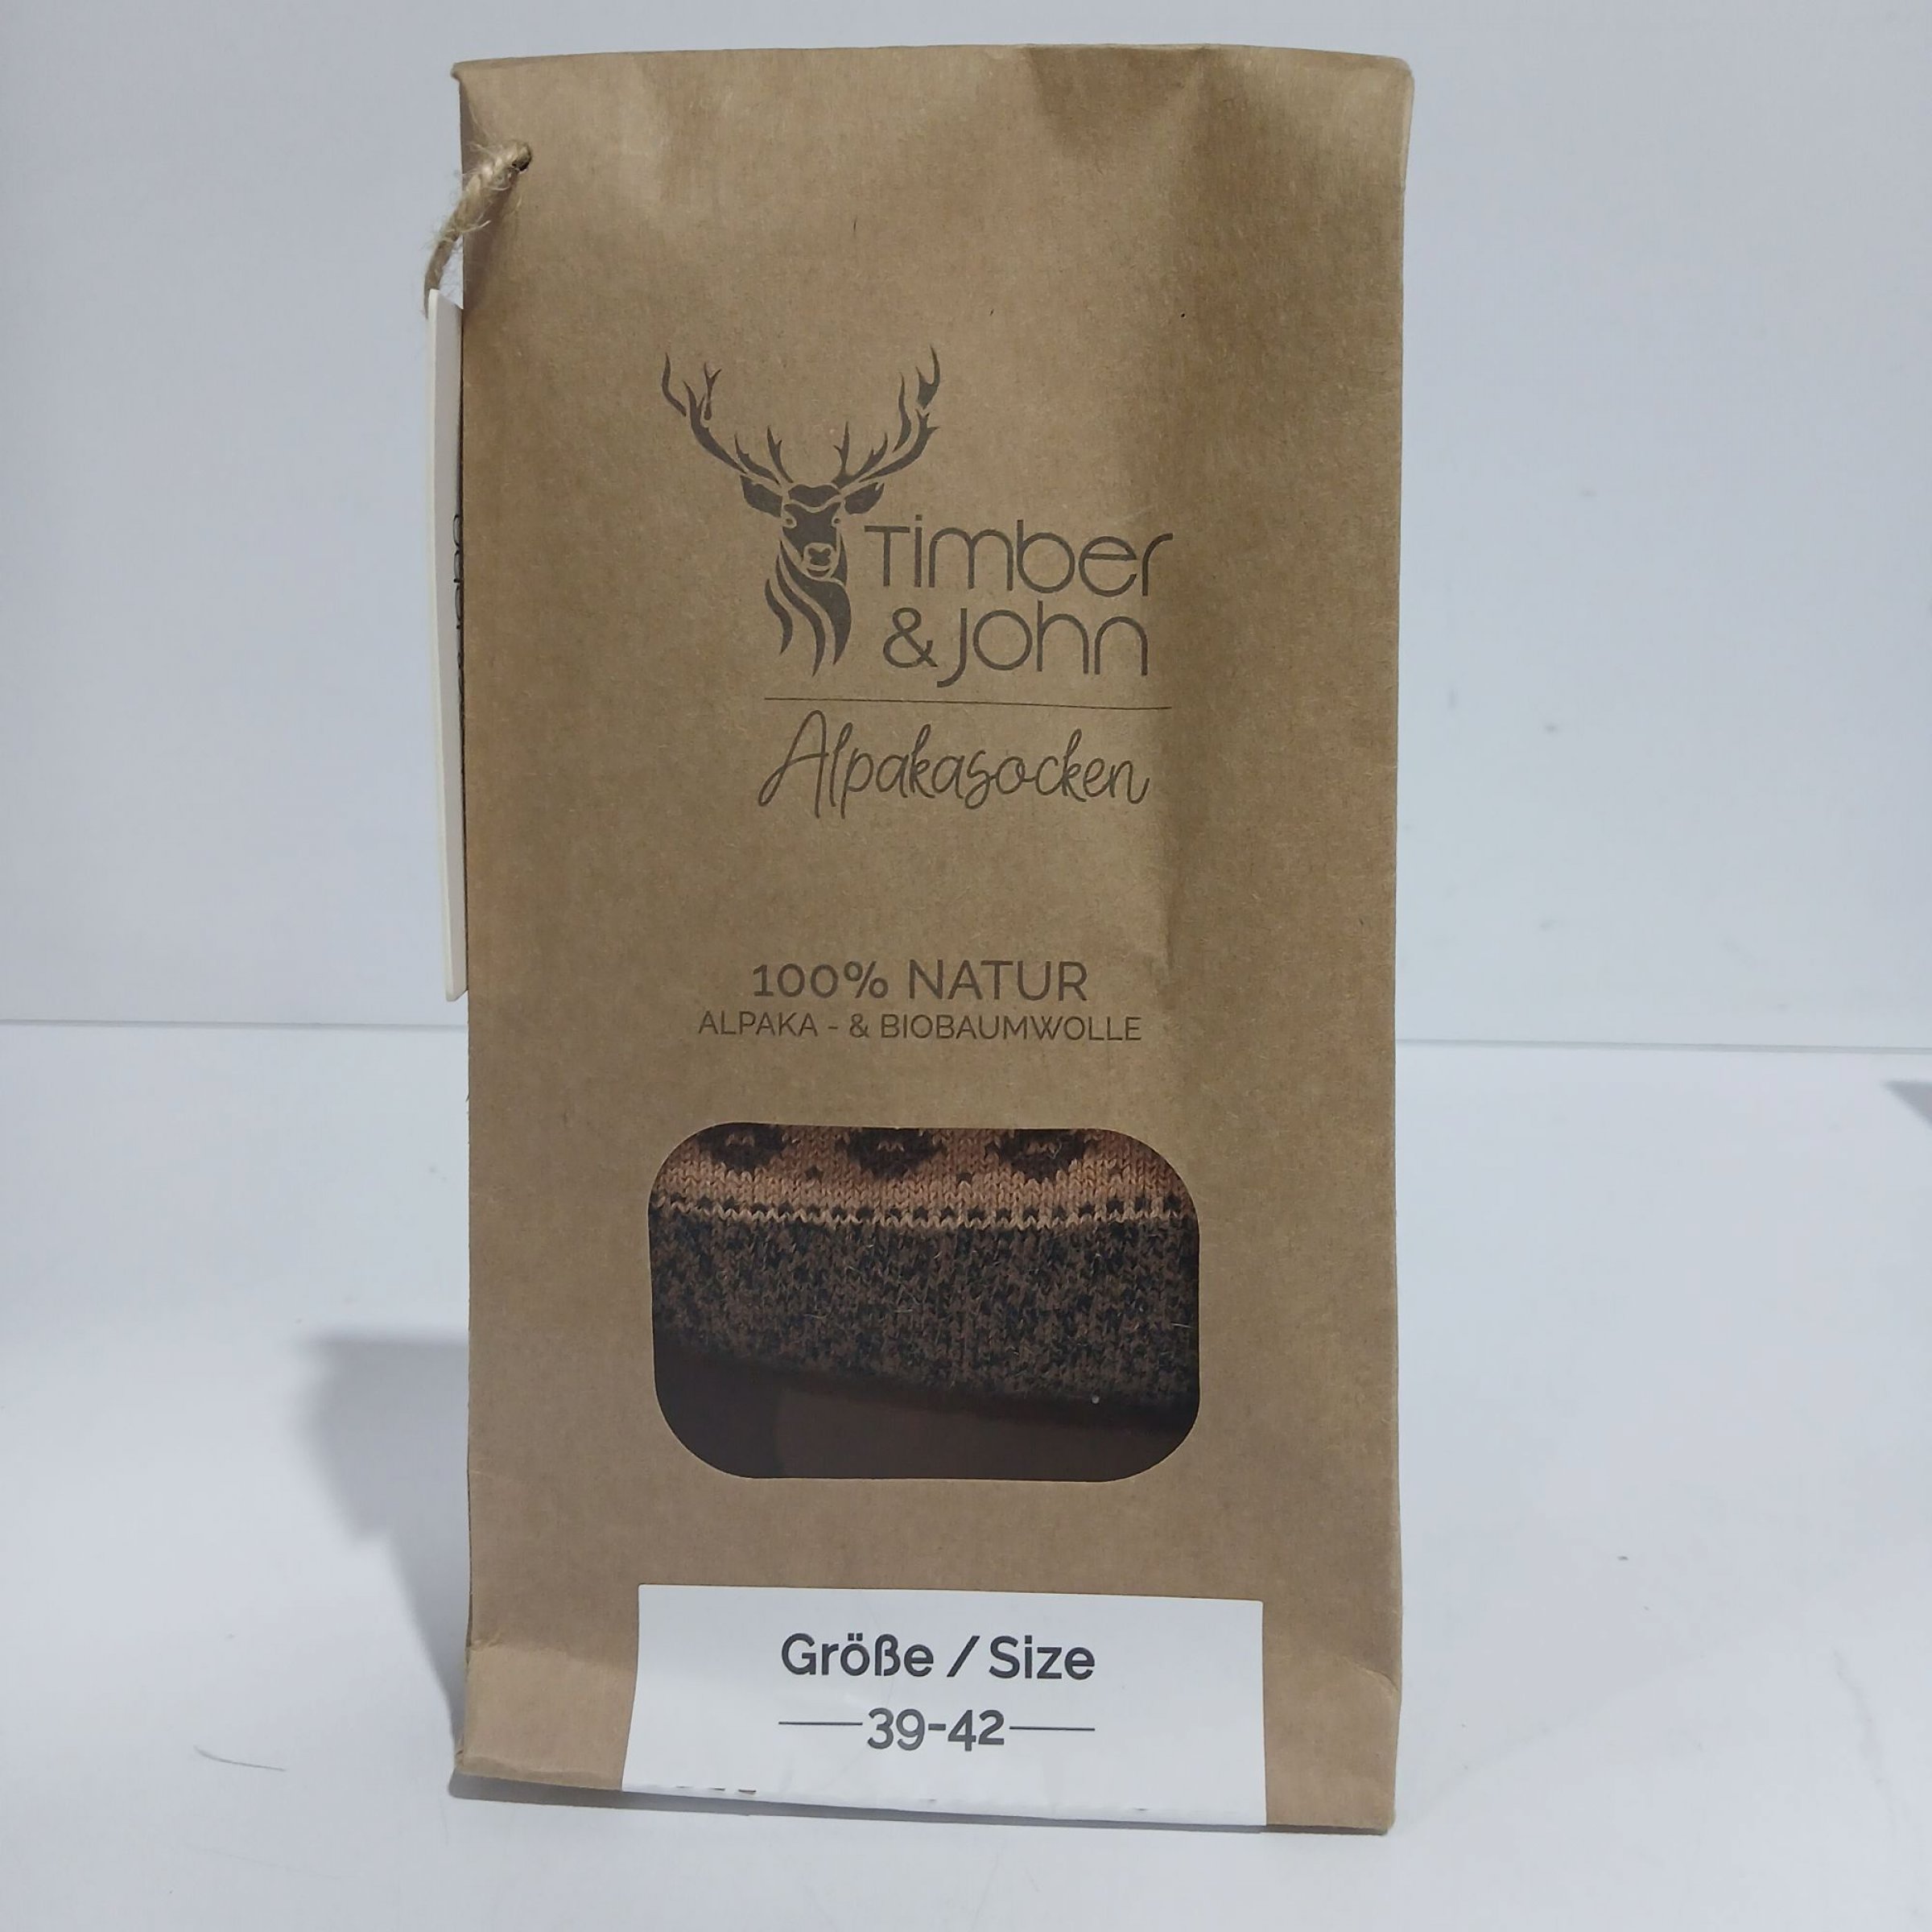 Timber
& John
Alpakasocken
100% NATUR
ALPAKA - & BIOBAUMWOLLE
Größe / Size
39-42